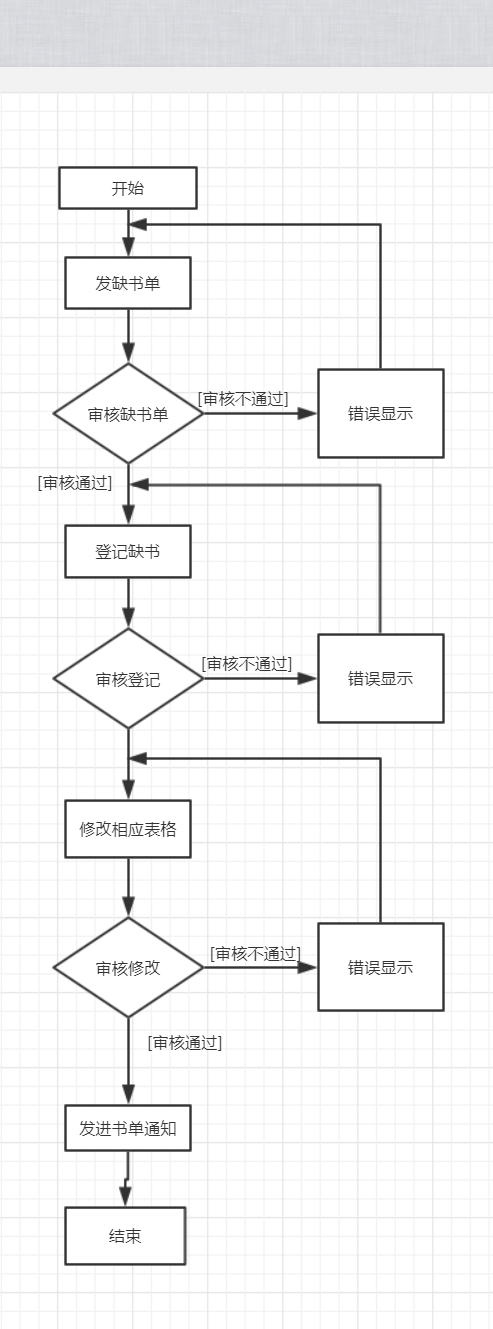 开始
发缺书单
审核缺书单
[审核不通过]
错误显示
[审核通过]
登记缺书
审核登记
[审核不通过]
错误显示
修改相应表格
审核修改
[审核不通过]
错误显示
[审核通过]
发进书单通知
结束